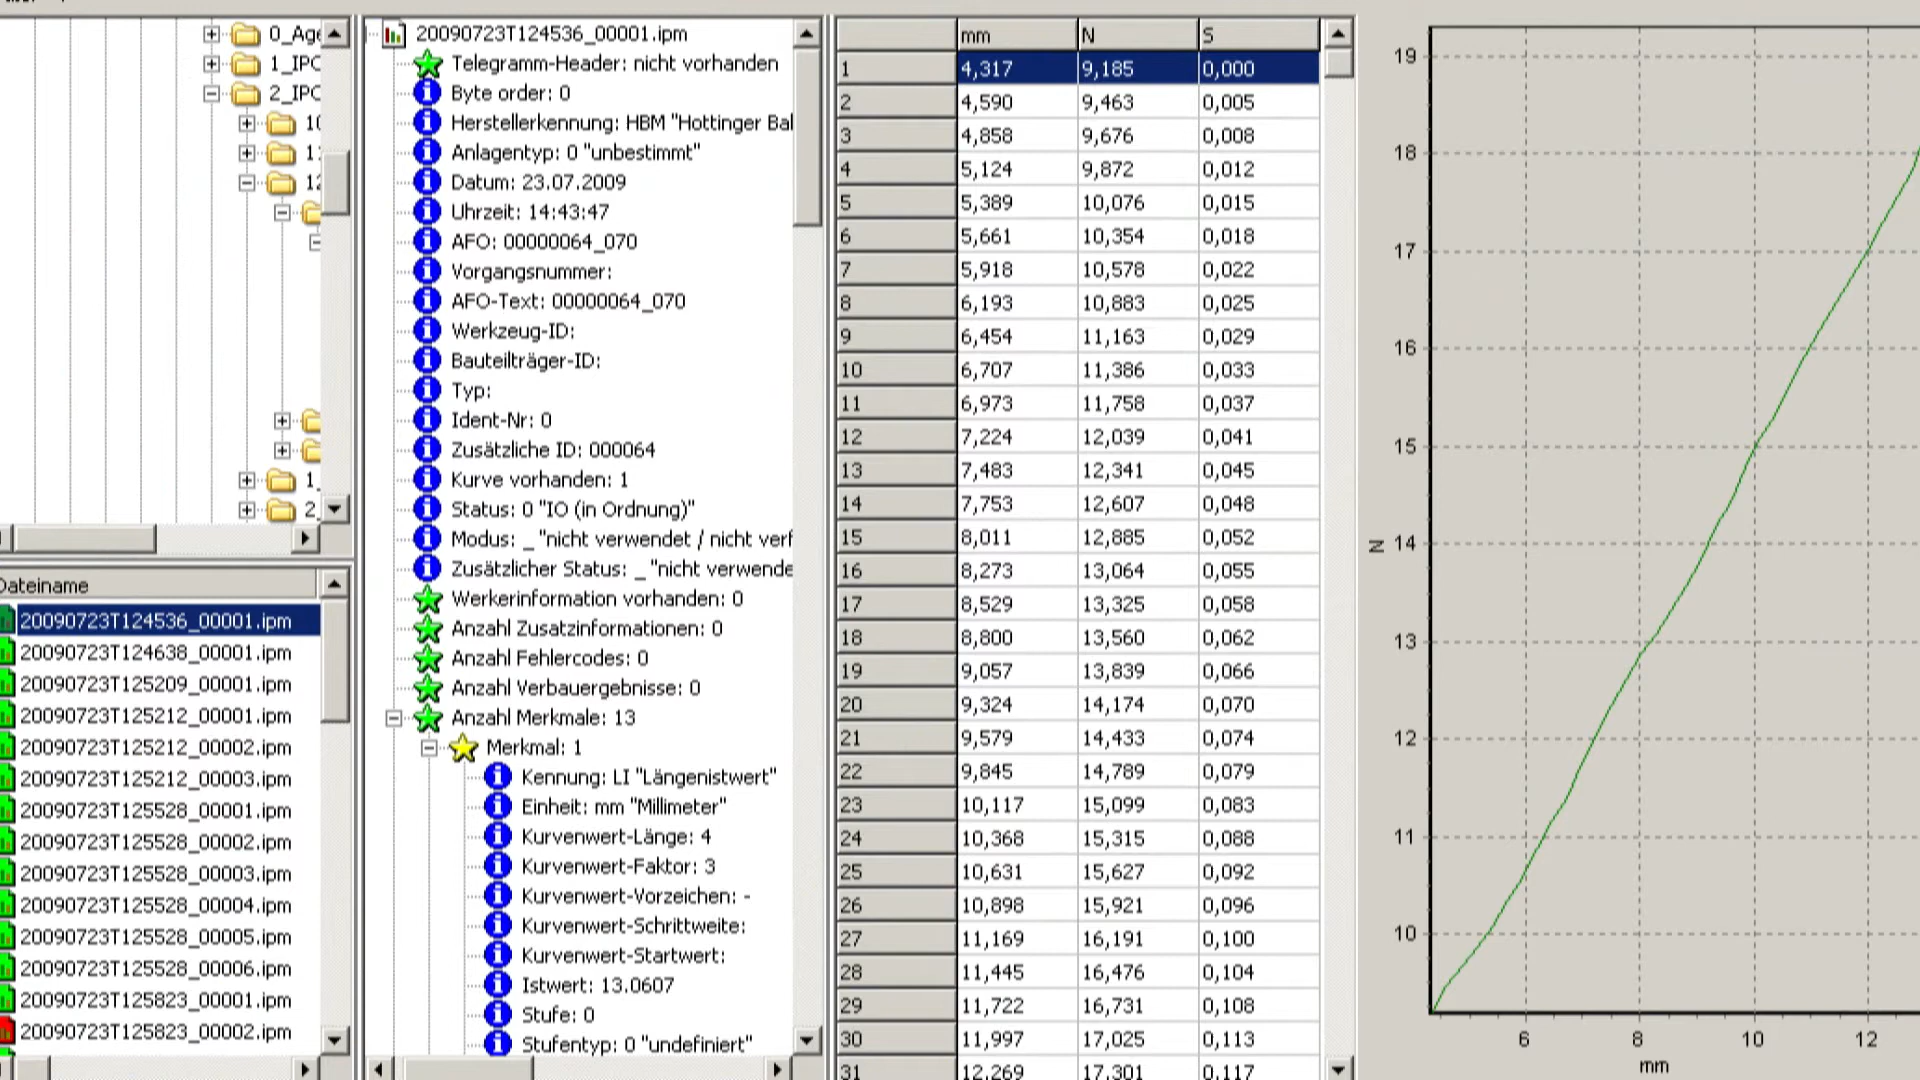 0_Age
1_IPC
2_IPC
1_
2_
Dateiname
20090723T124536_00001.ipm
20090723T124638_00001.ipm
20090723T125209_00001.ipm
20090723T125212_00001.ipm
20090723T125212_00002.ipm
20090723T125212_00003.ipm
20090723T125528_00001.ipm
20090723T125528_00002.ipm
20090723T125528_00003.ipm
20090723T125528_00004.ipm
20090723T125528_00005.ipm
20090723T125528_00006.ipm
20090723T125823_00001.ipm
20090723T125823_00002.ipm
20090723T124536_00001.ipm
Telegramm-Header: nicht vorhanden
Byte order: 0
Herstellerkennung: HBM "Hottinger Bal
Anlagentyp: 0 "unbestimmt"
Datum: 23.07.2009
Uhrzeit: 14:43:47
AFO: 00000064_070
Vorgangsnummer:
AFO-Text: 00000064_070
Werkzeug-ID:
Bauteilträger-ID:
Typ:
Ident-Nr: 0
Zusätzliche ID: 000064
Kurve vorhanden: 1
Status: 0 "IO (in Ordnung)"
Modus: _ "nicht verwendet / nicht verf
Zusätzlicher Status: _ "nicht verwende
Werkerinformation vorhanden: 0
Anzahl Zusatzinformationen: 0
Anzahl Fehlercodes: 0
Anzahl Verbauergebnisse: 0
Anzahl Merkmale: 13
Merkmal: 1
Kennung: LI "Längenistwert"
Einheit: mm "Millimeter"
Kurvenwert-Länge: 4
Kurvenwert-Faktor: 3
Kurvenwert-Vorzeichen: -
Kurvenwert-Schrittweite:
Kurvenwert-Startwert:
Istwert: 13.0607
Stufe: 0
Stufentyp: 0 "undefiniert"
mm N S
1 4,317 9,185 0,000
2 4,590 9,463 0,005
3 4,858 9,676 0,008
4 5,124 9,872 0,012
5 5,389 10,076 0,015
6 5,661 10,354 0,018
7 5,918 10,578 0,022
8 6,193 10,883 0,025
9 6,454 11,163 0,029
10 6,707 11,386 0,033
11 6,973 11,758 0,037
12 7,224 12,039 0,041
13 7,483 12,341 0,045
14 7,753 12,607 0,048
15 8,011 12,885 0,052
16 8,273 13,064 0,055
17 8,529 13,325 0,058
18 8,800 13,560 0,062
19 9,057 13,839 0,066
20 9,324 14,174 0,070
21 9,579 14,433 0,074
22 9,845 14,789 0,079
23 10,117 15,099 0,083
24 10,368 15,315 0,088
25 10,631 15,627 0,092
26 10,898 15,921 0,096
27 11,169 16,191 0,100
28 11,445 16,476 0,104
29 11,722 16,731 0,108
30 11,997 17,025 0,113
31 12,269 17,301 0,117
19
18
17
16
15
N
14
13
12
11
10
6 8 10 12
mm